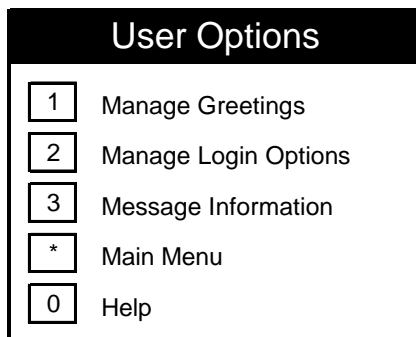 User Options
1 Manage Greetings
2 Manage Login Options
3 Message Information
* Main Menu
0 Help